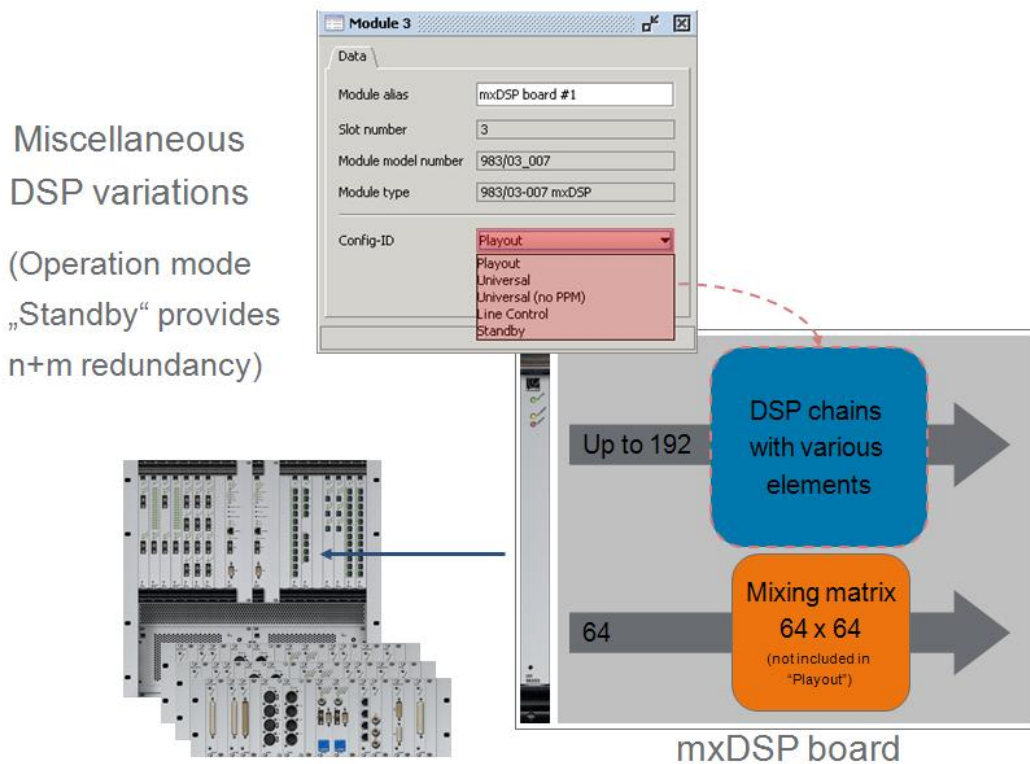 Module 3
Data
Module alias
mxDSP board #1
Slot number
3
Module model number
983/03_007
Module type
983/03-007 mxDSP
Config-ID
Playout
Playout
Universal
Universal (no PPM)
Line Control
Standby
Miscellaneous
DSP variations
(Operation mode
„Standby“ provides
n+m redundancy)
Up to 192
DSP chains
with various
elements
64
Mixing matrix
64 x 64
(not included in
“Playout”)
mxDSP board